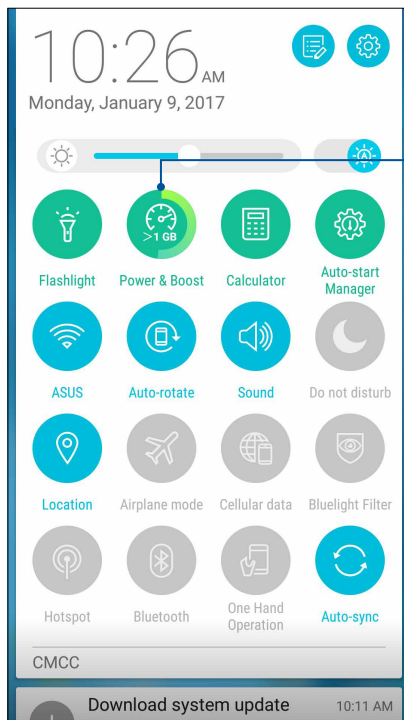 10:26 AM
Monday, January 9, 2017
A
>1 GB
Flashlight
Power & Boost
Calculator
Auto-start
Manager
ASUS
Auto-rotate
Sound
Do not disturb
Location
Airplane mode
Cellular data
Bluelight Filter
Hotspot
Bluetooth
One Hand
Operation
Auto-sync
CMCC
Download system update 10:11 AM